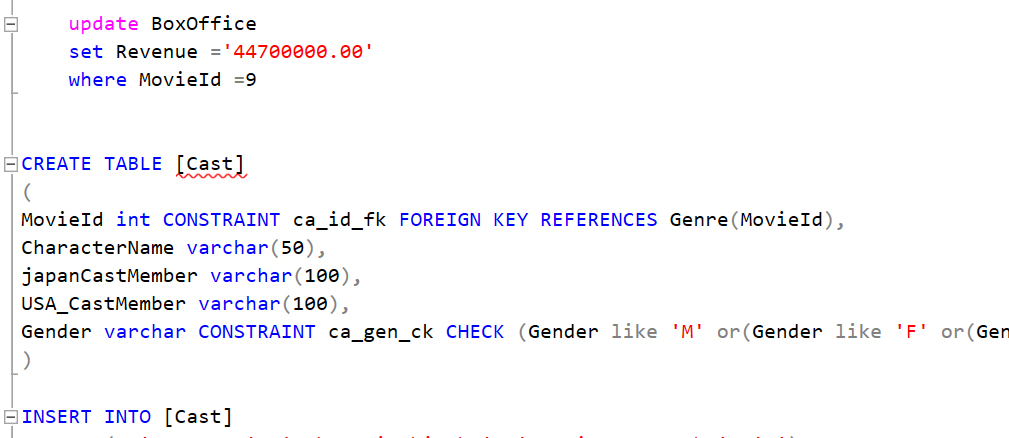 update BoxOffice
set Revenue ='44700000.00'
where MovieId =9
CREATE TABLE [Cast]
(
MovieId int CONSTRAINT ca_id_fk FOREIGN KEY REFERENCES Genre(MovieId),
CharacterName varchar(50),
japanCastMember varchar(100),
USA_CastMember varchar(100),
Gender varchar CONSTRAINT ca_gen_ck CHECK (Gender like 'M' or(Gender like 'F' or(Gen
)
INSERT INTO [Cast]